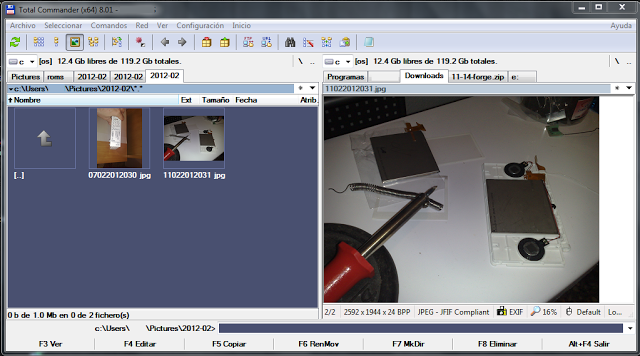 Total Commander (x64) 8.01 -
Archivo Seleccionar Comandos Red Ver Configuración Inicio Ayuda
c [os] 12.4 Gb libres de 119.2 Gb totales. \ ..
c [os] 12.4 Gb libres de 119.2 Gb totales. \ ..
Pictures roms 2012-02 2012-02 2012-02
Programas Downloads 11-14-forge.zip e:
c:\Users\ \Pictures\2012-02\*.* * ▼
11022012031.jpg * ▼
Nombre Ext Tamaño Fecha Atrib.
[..] 07022012030 jpg 11022012031 jpg
2/2 2592 x 1944 x 24 BPP JPEG - JFIF Compliant EXIF 16% Default Lo...
0 b de 1.0 Mb en 0 de 2 fichero(s)
c:\Users\ \Pictures\2012-02>
F3 Ver F4 Editar F5 Copiar F6 RenMov F7 MkDir F8 Eliminar Alt+F4 Salir